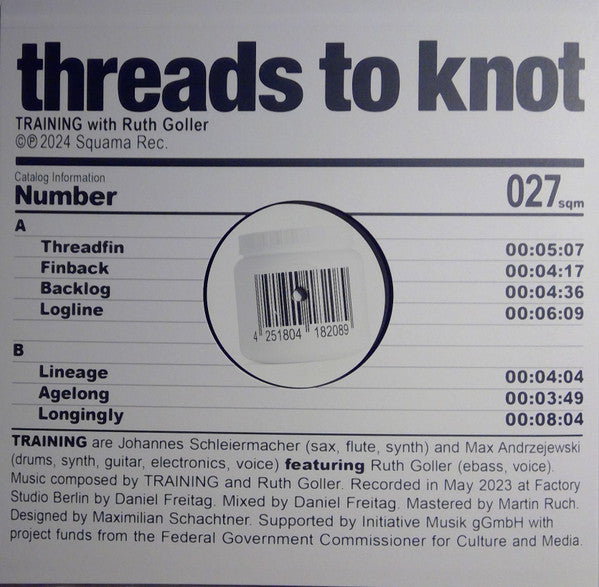 threads to knot
TRAINING with Ruth Goller
©℗2024 Squama Rec.
Catalog Information
Number 027sqm
A
Threadfin 00:05:07
Finback 00:04:17
Backlog 00:04:36
Logline 00:06:09
4 251804 182089
B
Lineage 00:04:04
Agelong 00:03:49
Longingly 00:08:04
TRAINING are Johannes Schleiermacher (sax, flute, synth) and Max Andrzejewski
(drums, synth, guitar, electronics, voice) featuring Ruth Goller (ebass, voice).
Music composed by TRAINING and Ruth Goller. Recorded in May 2023 at Factory
Studio Berlin by Daniel Freitag. Mixed by Daniel Freitag. Mastered by Martin Ruch.
Designed by Maximilian Schachtner. Supported by Initiative Musik gGmbH with
project funds from the Federal Government Commissioner for Culture and Media.